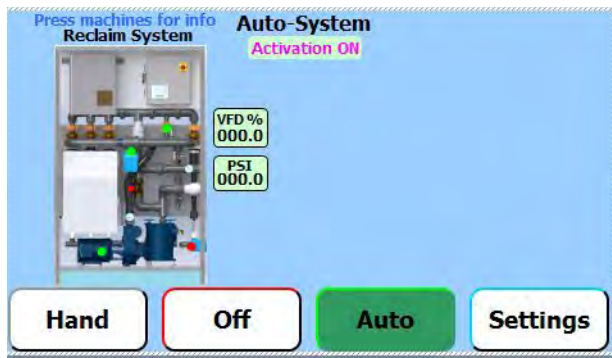 Press machines for info
Reclaim System
Auto-System
Activation ON
VFD %
000.0
PSI
000.0
Hand
Off
Auto
Settings